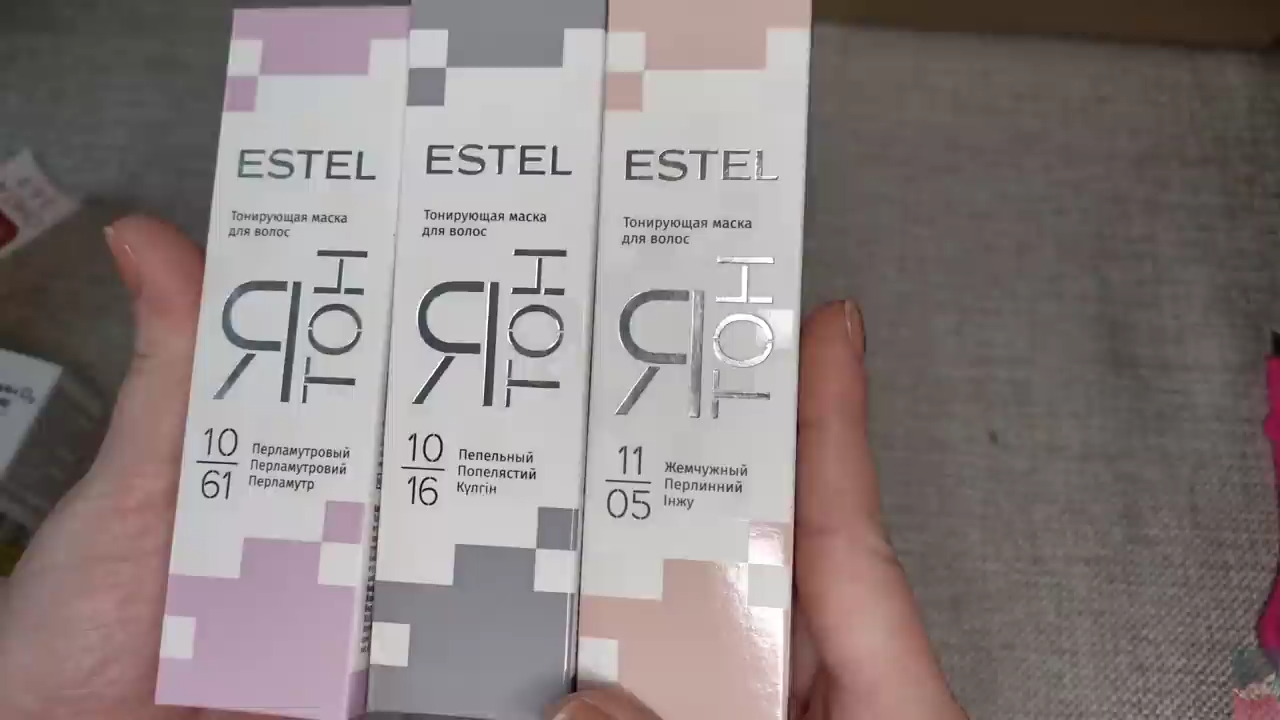 ESTEL
Тонирующая маска
для волос
Я ТОН
10
61
Перламутровый
Перламутровий
Перламутр
ESTEL
Тонирующая маска
для волос
Я ТОН
10
16
Пепельный
Попелястий
Күлгін
ESTEL
Тонирующая маска
для волос
Я ТОН
11
05
Жемчужный
Перлинний
Інжу